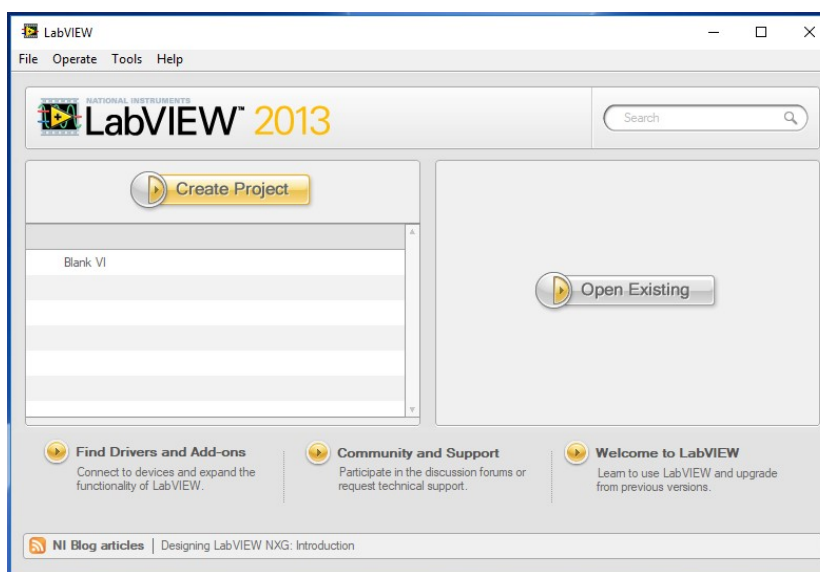 LabVIEW
File Operate Tools Help
NATIONAL INSTRUMENTS
LabVIEW™ 2013
Search
Create Project
Blank VI
Open Existing
Find Drivers and Add-ons
Connect to devices and expand the
functionality of LabVIEW.
Community and Support
Participate in the discussion forums or
request technical support.
Welcome to LabVIEW
Learn to use LabVIEW and upgrade
from previous versions.
NI Blog articles | Designing LabVIEW NXG: Introduction